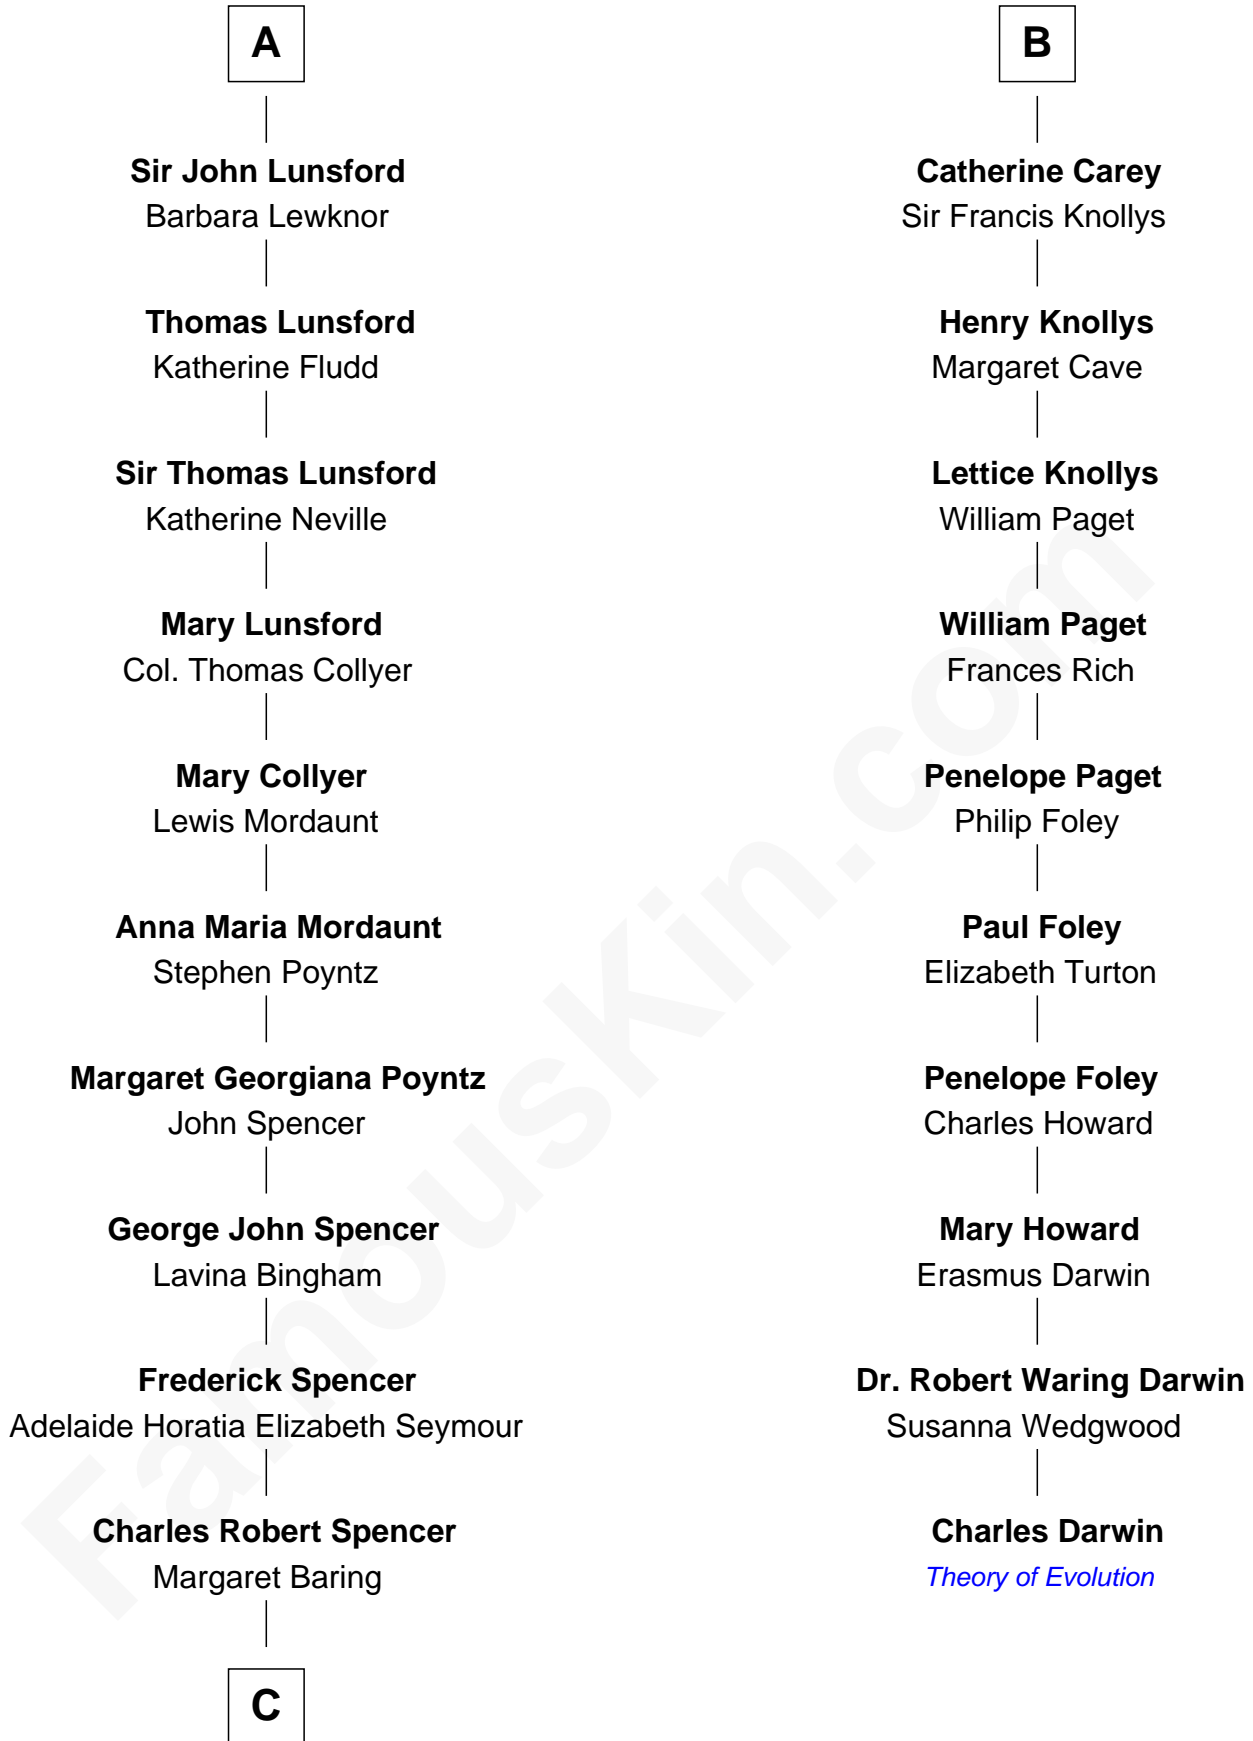 A
Sir John Lunsford
Barbara Lewknor
Thomas Lunsford
Katherine Fludd
Sir Thomas Lunsford
Katherine Neville
Mary Lunsford
Col. Thomas Collyer
Mary Collyer
Lewis Mordaunt
Anna Maria Mordaunt
Stephen Poyntz
Margaret Georgiana Poyntz
John Spencer
George John Spencer
Lavina Bingham
Frederick Spencer
Adelaide Horatia Elizabeth Seymour
Charles Robert Spencer
Margaret Baring
C
B
Catherine Carey
Sir Francis Knollys
Henry Knollys
Margaret Cave
Lettice Knollys
William Paget
William Paget
Frances Rich
Penelope Paget
Philip Foley
Paul Foley
Elizabeth Turton
Penelope Foley
Charles Howard
Mary Howard
Erasmus Darwin
Dr. Robert Waring Darwin
Susanna Wedgwood
Charles Darwin
Theory of Evolution
FamousKin.com